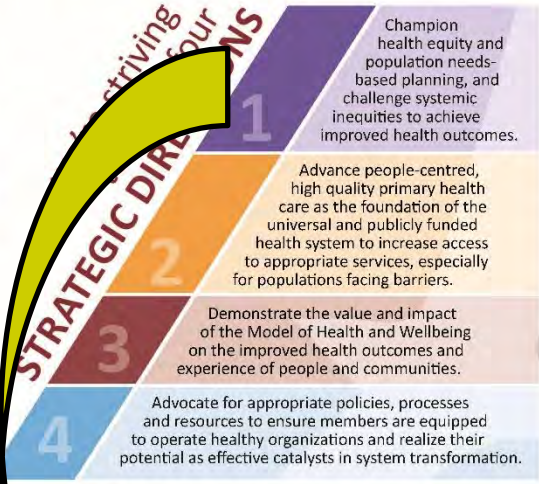 striving
four
STRATEGIC DIRECTIONS
1
Champion
health equity and
population needs-
based planning, and
challenge systemic
inequities to achieve
improved health outcomes.
2
Advance people-centred,
high quality primary health
care as the foundation of the
universal and publicly funded
health system to increase access
to appropriate services, especially
for populations facing barriers.
3
Demonstrate the value and impact
of the Model of Health and Wellbeing
on the improved health outcomes and
experience of people and communities.
4
Advocate for appropriate policies, processes
and resources to ensure members are equipped
to operate healthy organizations and realize their
potential as effective catalysts in system transformation.